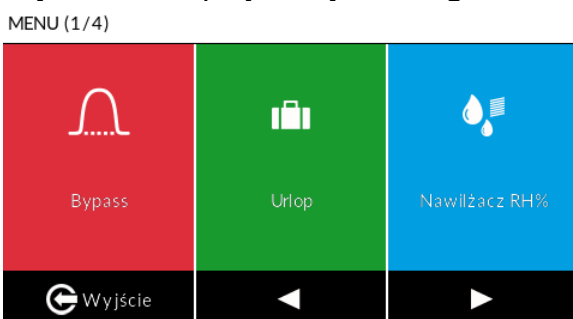 MENU (1/4)
Bypass
Urlop
Nawilżacz RH%
Wyjście